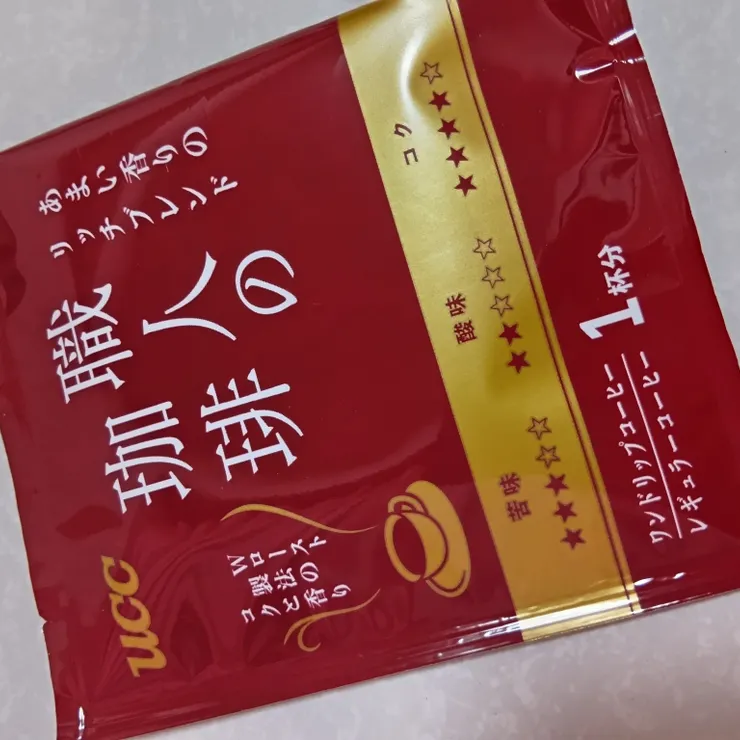 あまい香りの
リッチブレンド
職人の
珈琲
UCC
Wロースト
製法の
コクと香り
苦味 ★★★☆☆
酸味 ★★☆☆☆
コク ★★★★☆
ワンドリップコーヒー
レギュラーコーヒー
1杯分